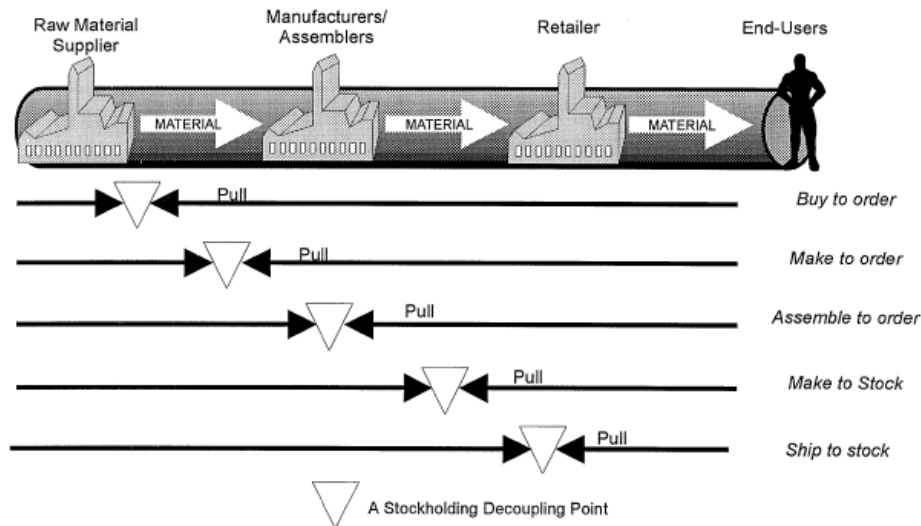 Raw Material
Supplier
Manufacturers/
Assemblers
Retailer
End-Users
MATERIAL
MATERIAL
MATERIAL
Pull
Buy to order
Pull
Make to order
Pull
Assemble to order
Pull
Make to Stock
Pull
Ship to stock
A Stockholding Decoupling Point